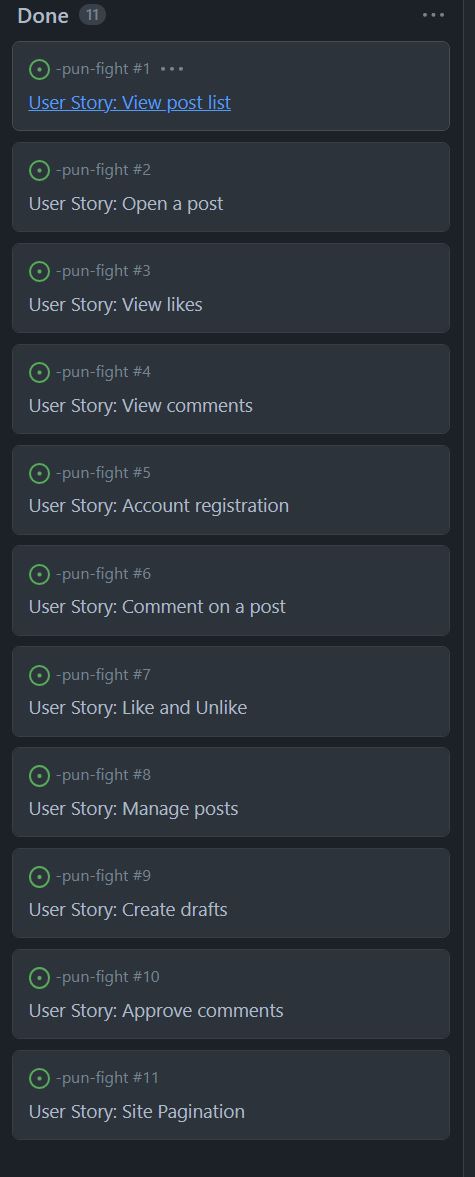 Done 11
-pun-fight #1
User Story: View post list
-pun-fight #2
User Story: Open a post
-pun-fight #3
User Story: View likes
-pun-fight #4
User Story: View comments
-pun-fight #5
User Story: Account registration
-pun-fight #6
User Story: Comment on a post
-pun-fight #7
User Story: Like and Unlike
-pun-fight #8
User Story: Manage posts
-pun-fight #9
User Story: Create drafts
-pun-fight #10
User Story: Approve comments
-pun-fight #11
User Story: Site Pagination